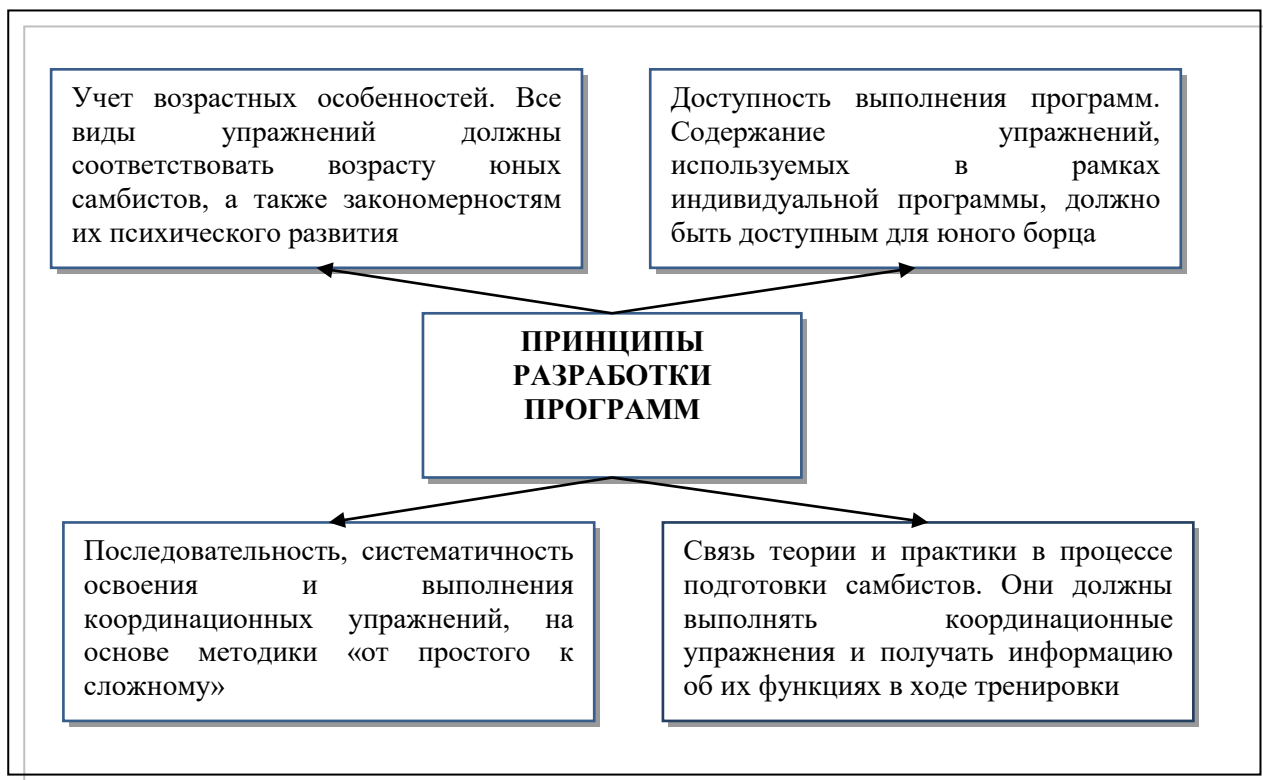 Учет возрастных особенностей. Все
виды упражнений должны
соответствовать возрасту юных
самбистов, а также закономерностям
их психического развития
Доступность выполнения программ.
Содержание упражнений,
используемых в рамках
индивидуальной программы, должно
быть доступным для юного борца
ПРИНЦИПЫ
РАЗРАБОТКИ
ПРОГРАММ
Последовательность, систематичность
освоения и выполнения
координационных упражнений, на
основе методики «от простого к
сложному»
Связь теории и практики в процессе
подготовки самбистов. Они должны
выполнять координационные
упражнения и получать информацию
об их функциях в ходе тренировки